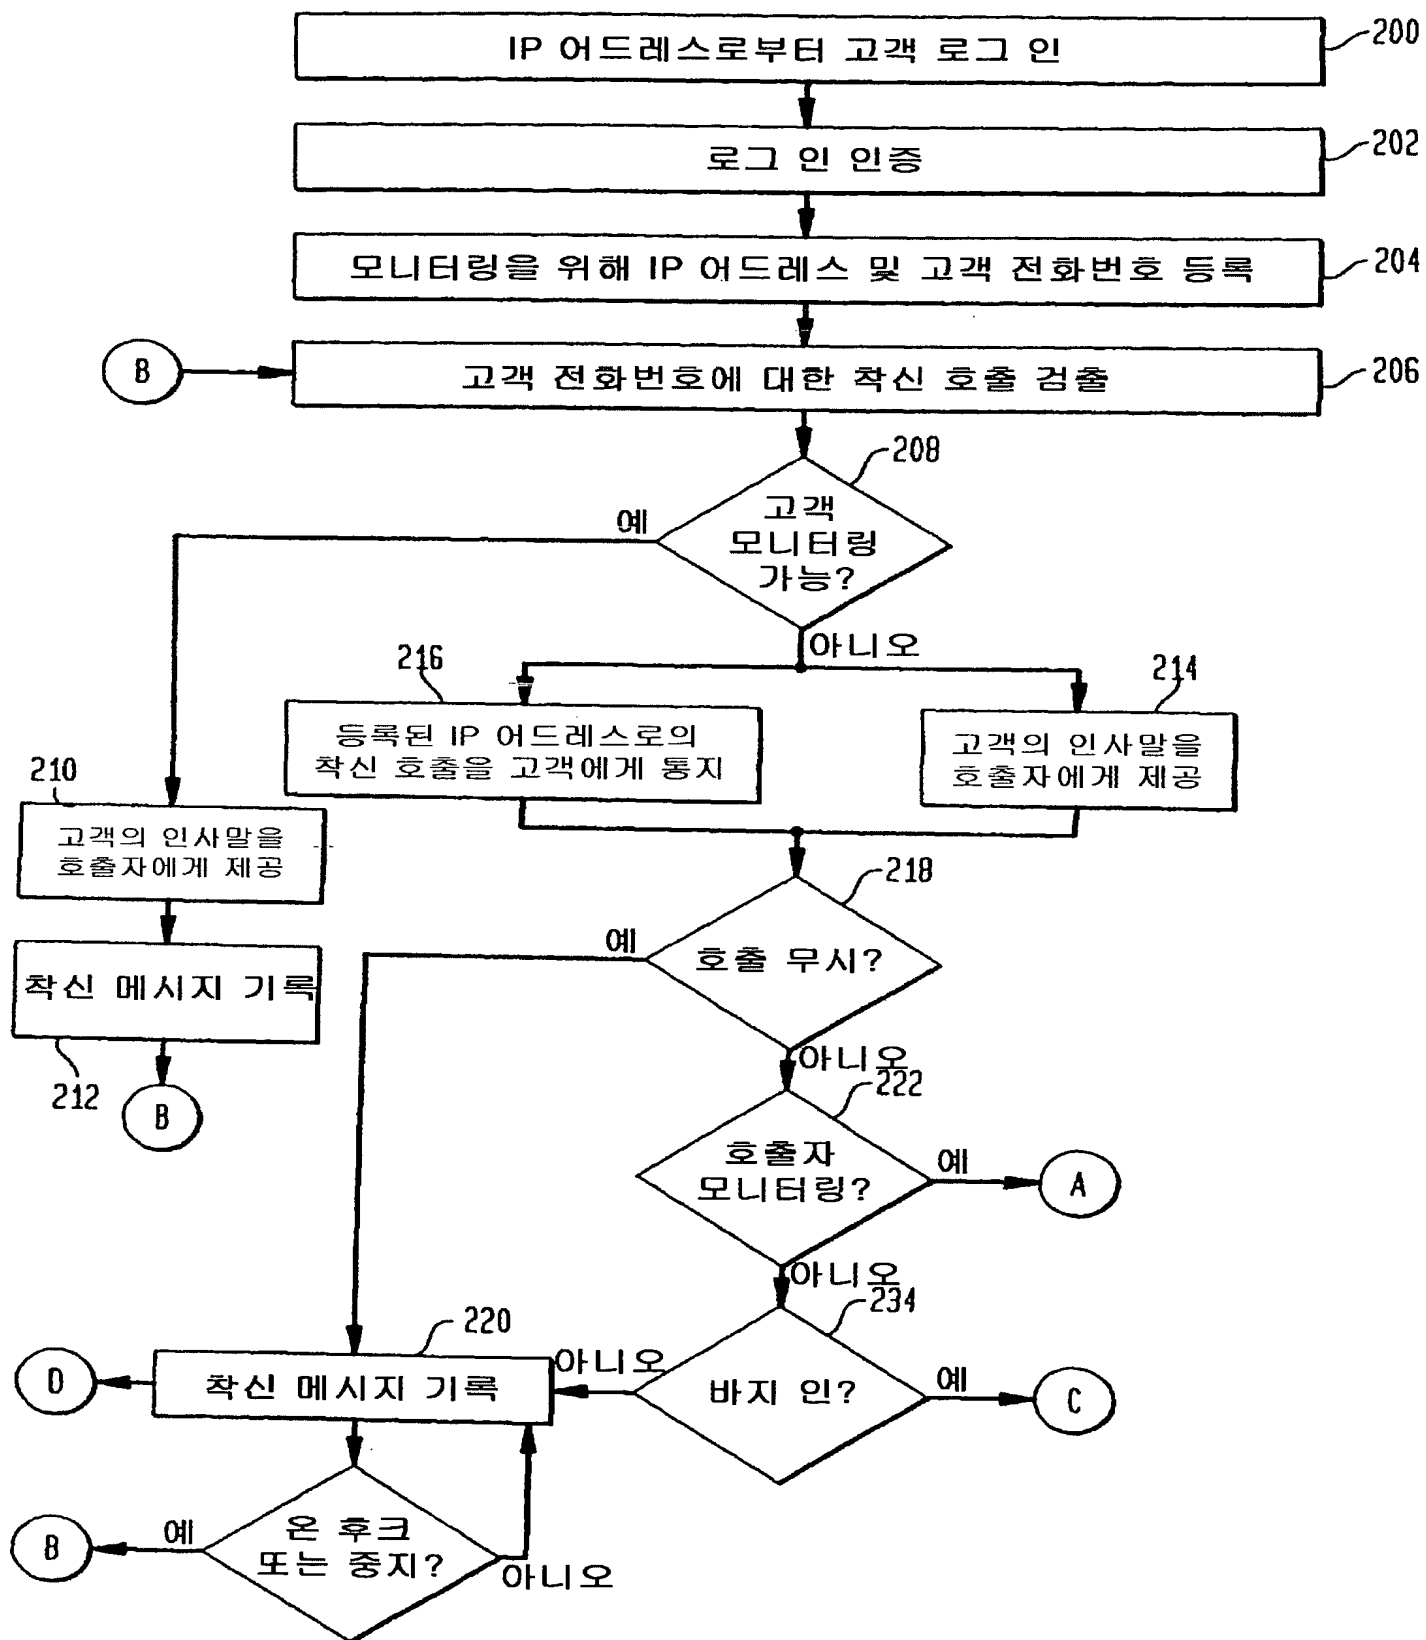 IP 어드레스로부터 고객 로그 인
200
로그 인 인증
202
모니터링을 위해 IP 어드레스 및 고객 전화번호 등록
204
B
고객 전화번호에 대한 착신 호출 검출
206
208
고객
모니터링
가능?
예
아니오
216
214
등록된 IP 어드레스로의
착신 호출을 고객에게 통지
고객의 인사말을
호출자에게 제공
210
고객의 인사말을
호출자에게 제공
218
호출 무시?
예
착신 메시지 기록
212
B
아니오
222
호출자
모니터링?
예
A
아니오
234
220
D
착신 메시지 기록
아니오
바지 인?
예
C
온 후크
또는 중지?
예
B
아니오